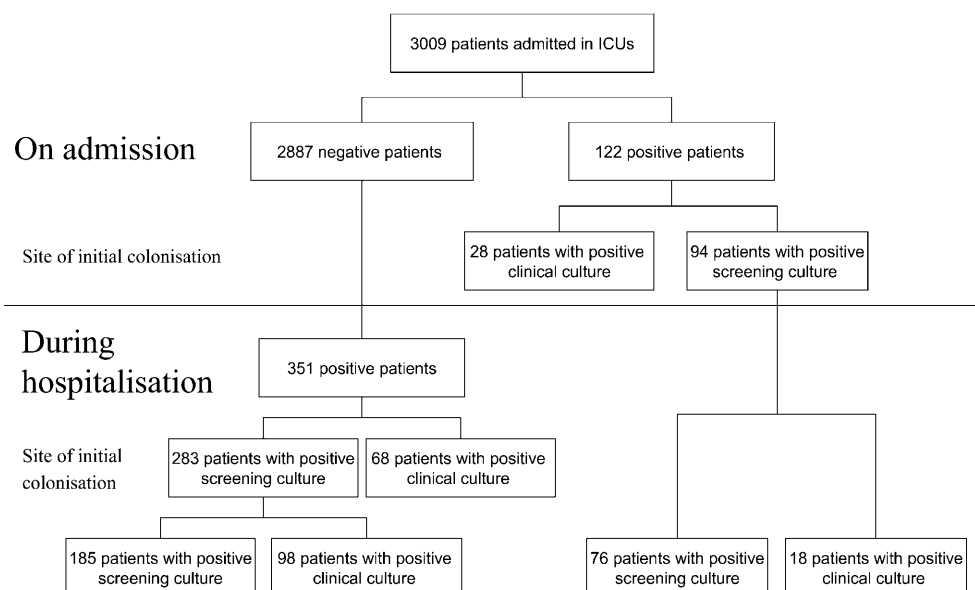 3009 patients admitted in ICUs
On admission
2887 negative patients
122 positive patients
Site of initial colonisation
28 patients with positive
clinical culture
94 patients with positive
screening culture
During
hospitalisation
351 positive patients
Site of initial
colonisation
283 patients with positive
screening culture
68 patients with positive
clinical culture
185 patients with positive
screening culture
98 patients with positive
clinical culture
76 patients with positive
screening culture
18 patients with positive
clinical culture